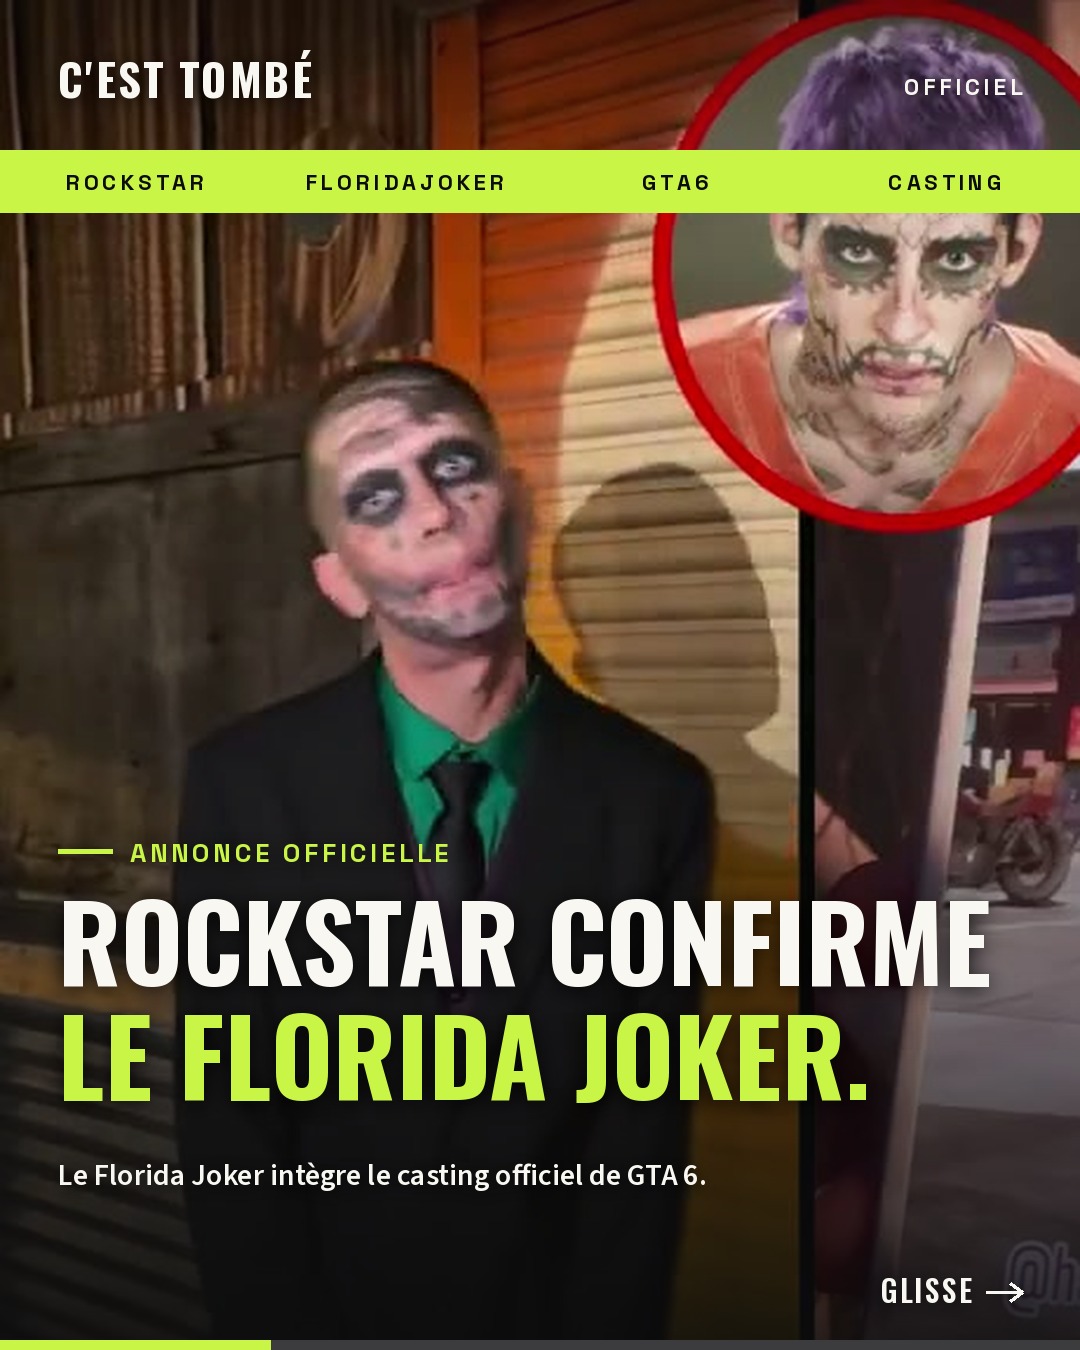 C'EST TOMBÉ
OFFICIEL
ROCKSTAR FLORIDAJOKER GTA6 CASTING
ANNONCE OFFICIELLE
ROCKSTAR CONFIRME
LE FLORIDA JOKER.
Le Florida Joker intègre le casting officiel de GTA 6.
GLISSE →
@h